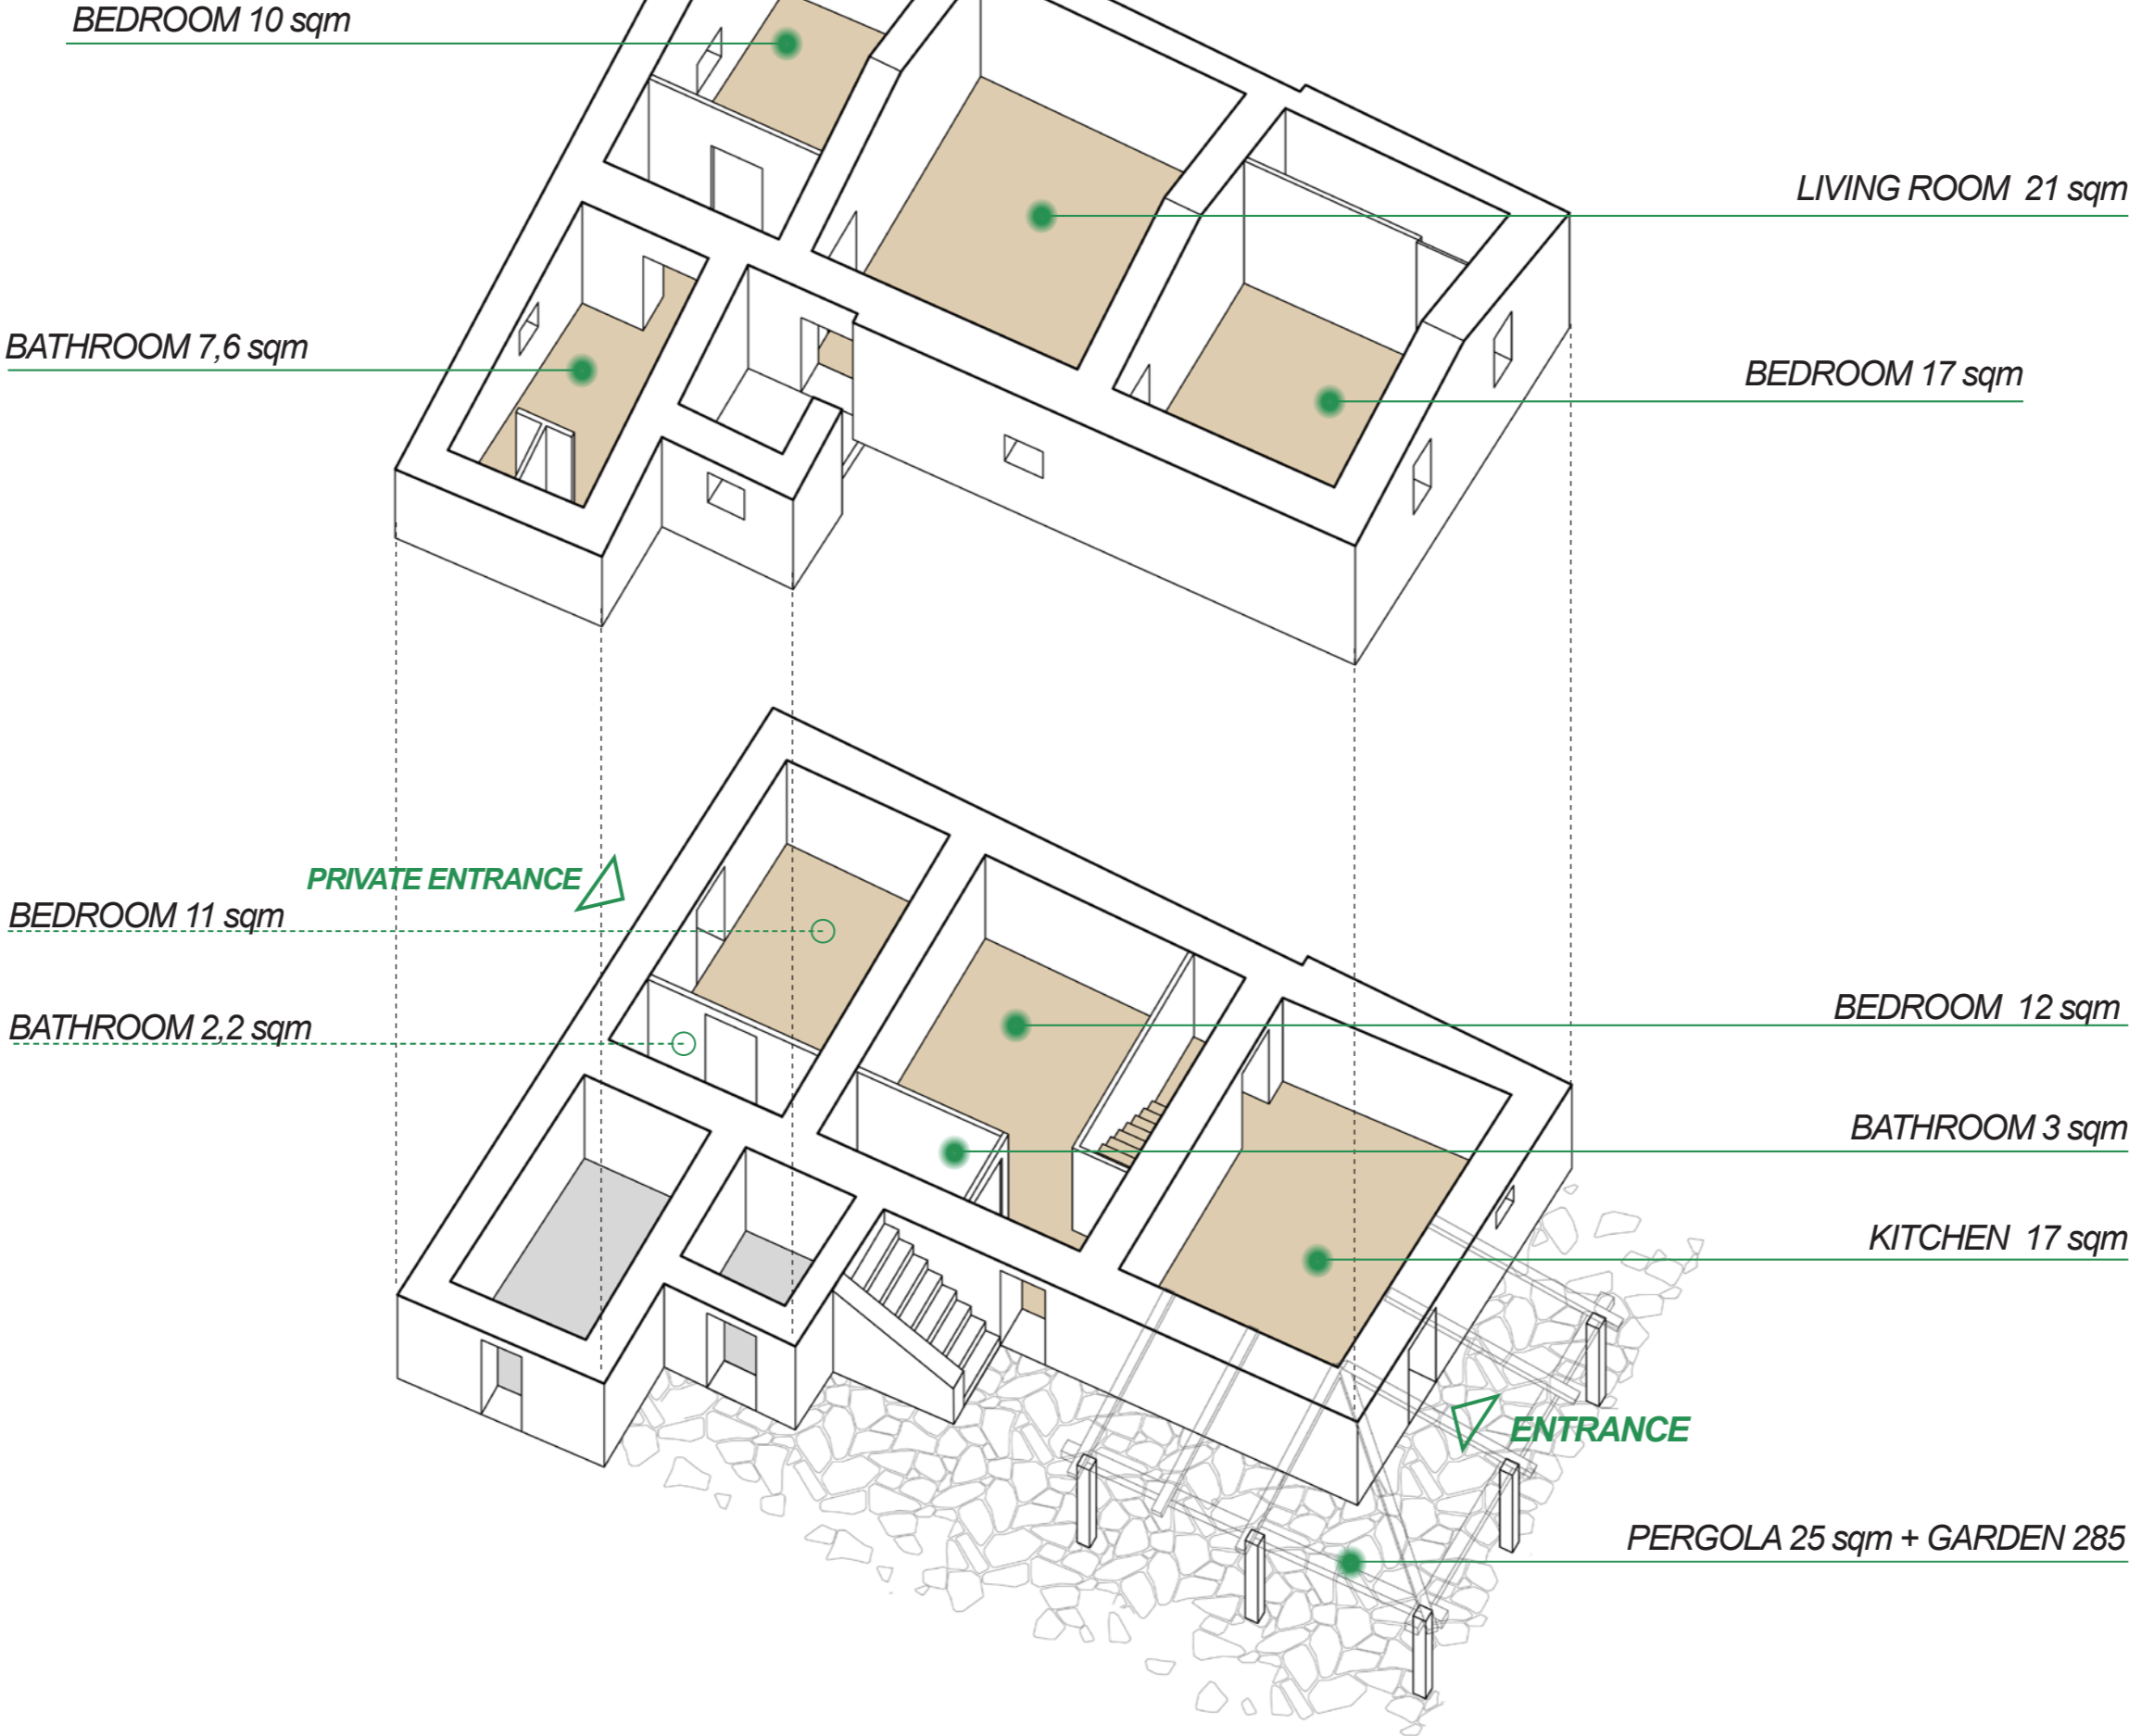 BEDROOM 10 sqm
LIVING ROOM 21 sqm
BATHROOM 7,6 sqm
BEDROOM 17 sqm
PRIVATE ENTRANCE
BEDROOM 11 sqm
BEDROOM 12 sqm
BATHROOM 2,2 sqm
BATHROOM 3 sqm
KITCHEN 17 sqm
ENTRANCE
PERGOLA 25 sqm + GARDEN 285